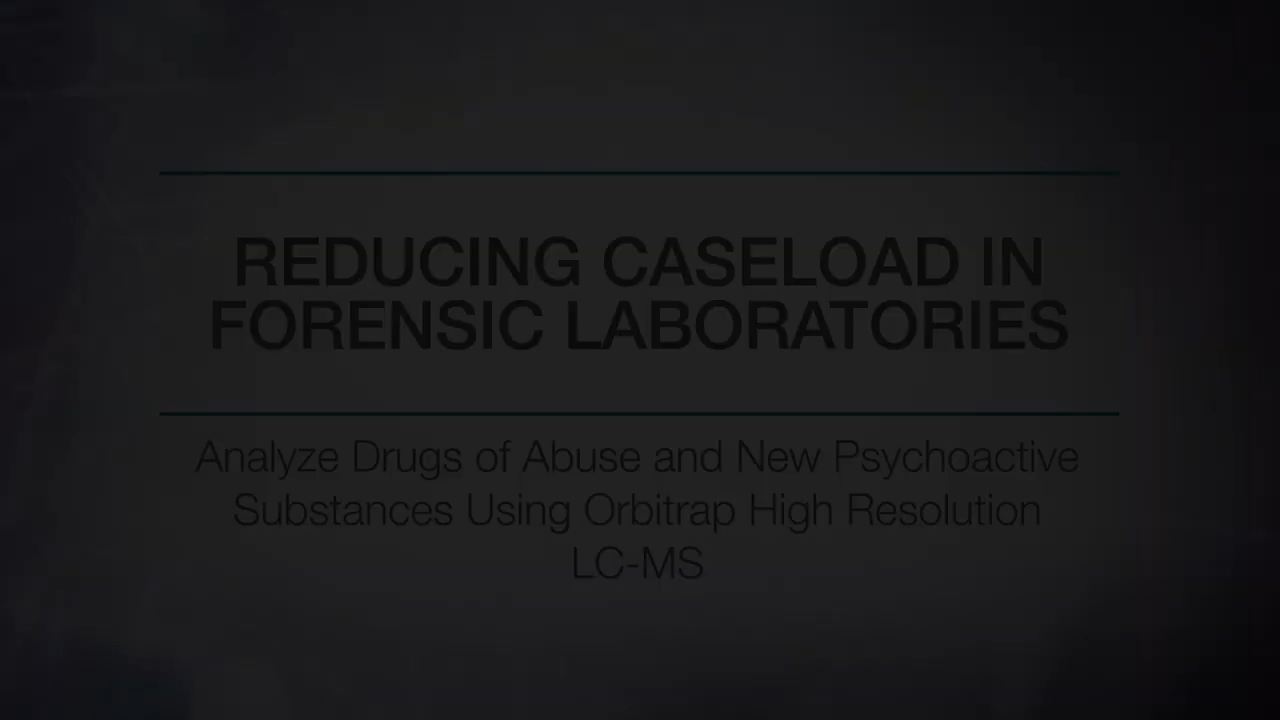 REDUCING CASELOAD IN
FORENSIC LABORATORIES
Analyze Drugs of Abuse and New Psychoactive
Substances Using Orbitrap High Resolution
LC-MS